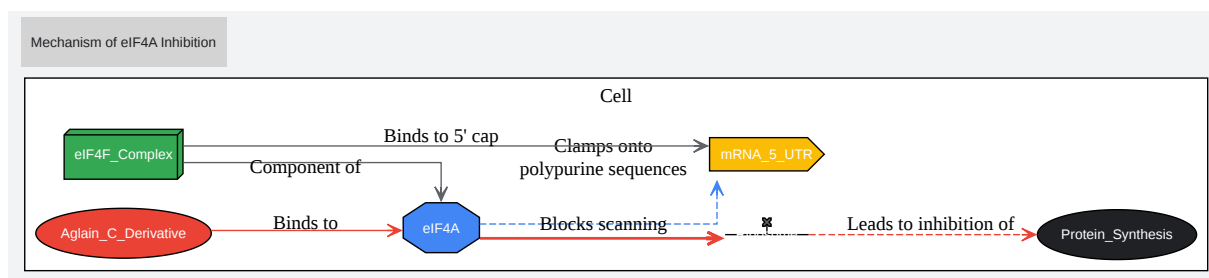 Mechanism of eIF4A Inhibition
Cell
Binds to 5' cap
Clamps onto
polypurine sequences
eIF4F_Complex
mRNA_5_UTR
Component of
Aglain_C_Derivative
Binds to
eIF4A
Blocks scanning
Leads to inhibition of
Protein_Synthesis